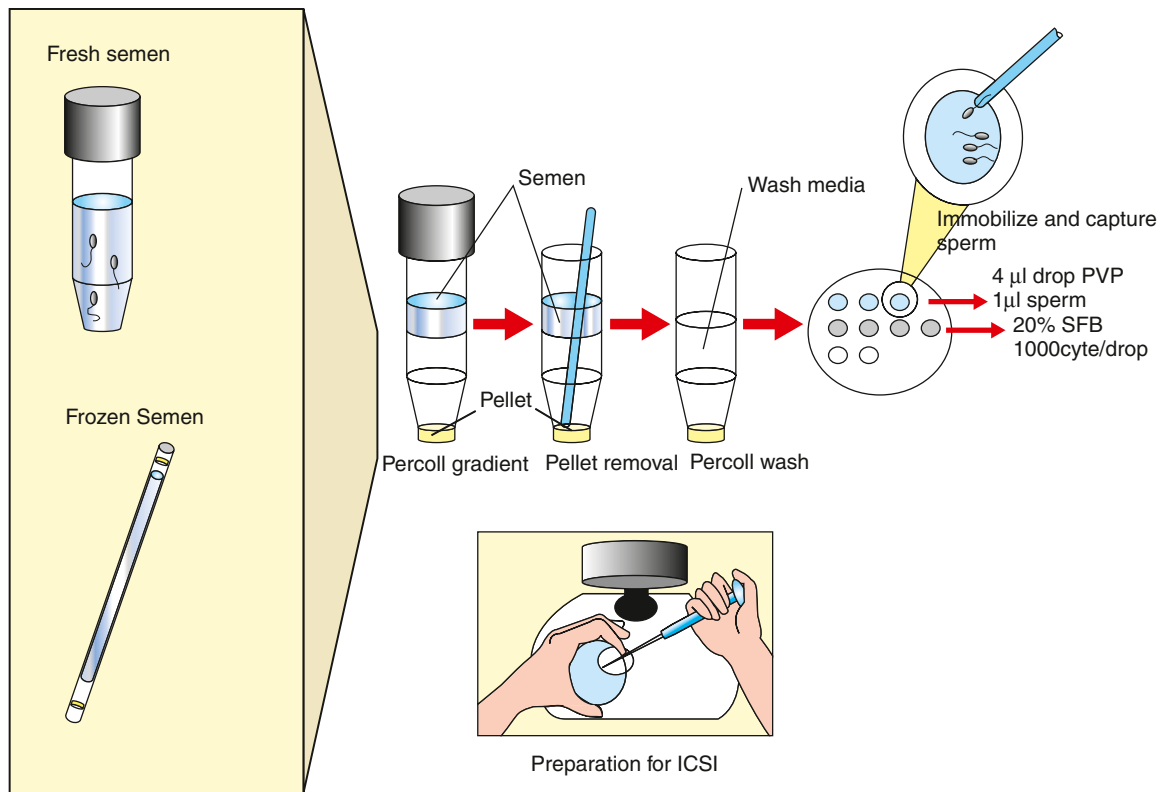 Fresh semen
Frozen Semen
Semen
Wash media
Pellet
Percoll gradient
Pellet removal
Percoll wash
Immobilize and capture
sperm
4 μl drop PVP
1μl sperm
20% SFB
1000cyte/drop
Preparation for ICSI